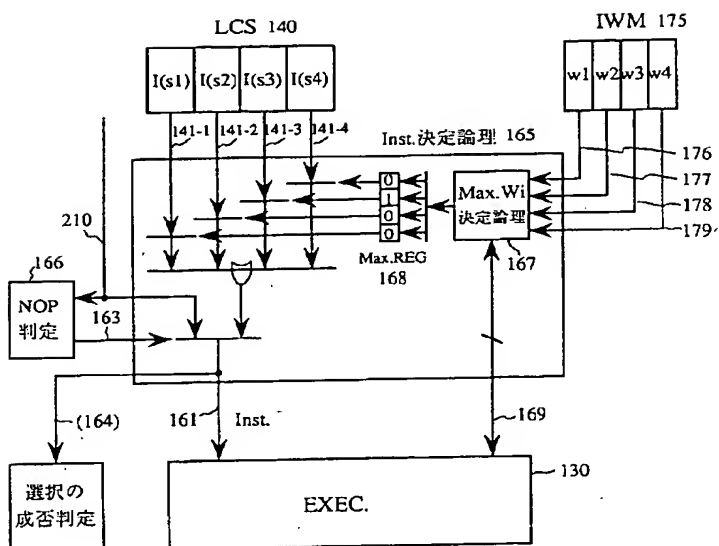 LCS 140
IWM 175
I(s1) I(s2) I(s3) I(s4)
w1 w2 w3 w4
141-1 141-2 141-3 141-4
Inst.決定論理 165
176
177
178
179
0
1
0
0
Max.Wi
決定論理
167
Max.REG
168
210
166
NOP
判定
163
(164)
161
Inst.
169
130
選択の
成否判定
EXEC.